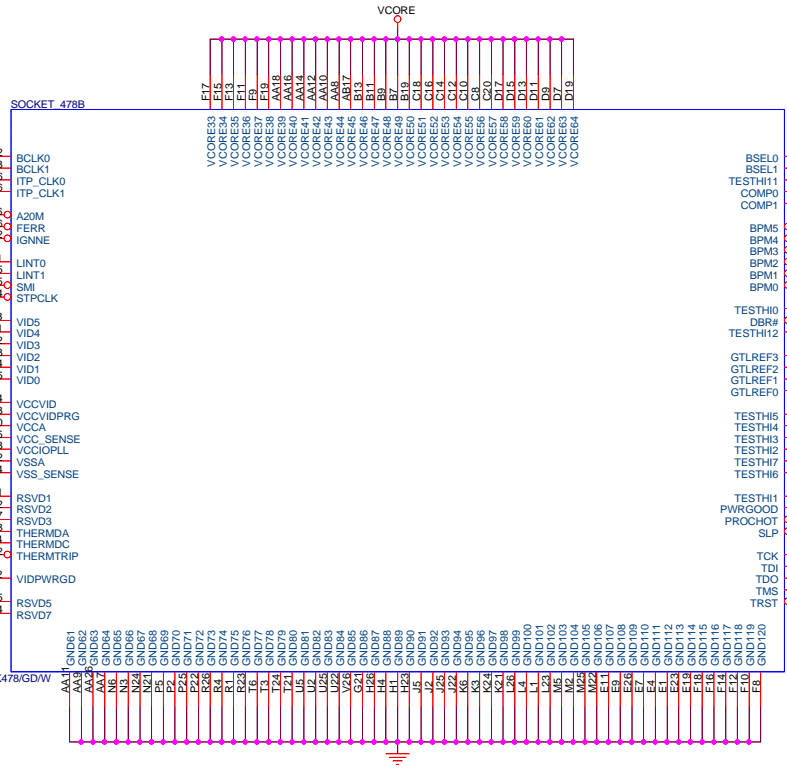 VCORE
F17 F15 F13 F11 F9 F19 AA18 AA16 AA14 AA12 AA10 AA8 AB17 B13 B11 B9 B7 B19 C18 C16 C14 C12 C10 C8 C20 D17 D15 D13 D11 D9 D7 D19
SOCKET_478B
VCORE33 VCORE34 VCORE35 VCORE36 VCORE37 VCORE38 VCORE39 VCORE40 VCORE41 VCORE42 VCORE43 VCORE44 VCORE45 VCORE46 VCORE47 VCORE48 VCORE49 VCORE50 VCORE51 VCORE52 VCORE53 VCORE54 VCORE55 VCORE56 VCORE57 VCORE58 VCORE59 VCORE60 VCORE61 VCORE62 VCORE63 VCORE64
BCLK0
BCLK1
ITP_CLK0
ITP_CLK1
A20M
FERR
IGNNE
LINT0
LINT1
SMI
STPCLK
VID5
VID4
VID3
VID2
VID1
VID0
VCCVID
VCCVIDPRG
VCCA
VCC_SENSE
VCCIOPLL
VSSA
VSS_SENSE
RSVD1
RSVD2
RSVD3
THERMDA
THERMDC
THERMTRIP
VIDPWRGD
RSVD5
RSVD7
BSEL0
BSEL1
TESTHI11
COMP0
COMP1
BPM5
BPM4
BPM3
BPM2
BPM1
BPM0
TESTHI0
DBR#
TESTHI12
GTLREF3
GTLREF2
GTLREF1
GTLREF0
TESTHI5
TESTHI4
TESTHI3
TESTHI2
TESTHI7
TESTHI6
TESTHI1
PWRGOOD
PROCHOT
SLP
TCK
TDI
TDO
TMS
TRST
GND61 GND62 GND63 GND64 GND65 GND66 GND67 GND68 GND69 GND70 GND71 GND72 GND73 GND74 GND75 GND76 GND77 GND78 GND79 GND80 GND81 GND82 GND83 GND84 GND85 GND86 GND87 GND88 GND89 GND90 GND91 GND92 GND93 GND94 GND95 GND96 GND97 GND98 GND99 GND100 GND101 GND102 GND103 GND104 GND105 GND106 GND107 GND108 GND109 GND110 GND111 GND112 GND113 GND114 GND115 GND116 GND117 GND118 GND119 GND120
478/GD/W
AA11 AA9 AA26 AA7 N6 N3 N24 N21 P5 P2 P25 P22 R26 R4 R1 R23 T6 T3 T24 T21 U5 U2 U25 U22 V26 G21 H26 H4 H1 H23 J5 J2 J25 J22 K6 K3 K24 K21 L26 L4 L1 L23 M5 M2 M25 M22 E11 E9 E26 E7 E4 E1 E23 E19 F18 F16 F14 F12 F10 F8